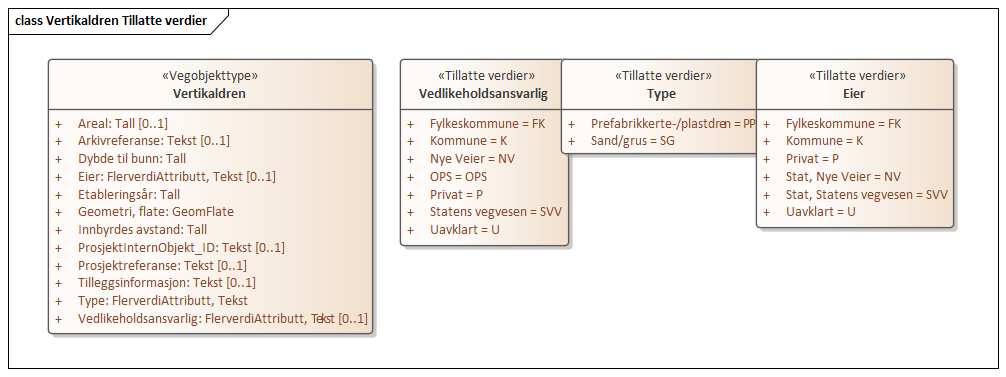 class Vertikaldren Tillatte verdier
«Vegobjekttype»
Vertikaldren
+ Areal: Tall [0..1]
+ Arkivreferanse: Tekst [0..1]
+ Dybde til bunn: Tall
+ Eier: FlerverdiAttributt, Tekst [0..1]
+ Etableringsår: Tall
+ Geometri, flate: GeomFlate
+ Innbyrdes avstand: Tall
+ ProsjektInternObjekt_ID: Tekst [0..1]
+ Prosjektreferanse: Tekst [0..1]
+ Tilleggsinformasjon: Tekst [0..1]
+ Type: FlerverdiAttributt, Tekst
+ Vedlikeholdsansvarlig: FlerverdiAttributt, Tekst [0..1]
«Tillatte verdier»
Vedlikeholdsansvarlig
+ Fylkeskommune = FK
+ Kommune = K
+ Nye Veier = NV
+ OPS = OPS
+ Privat = P
+ Statens vegvesen = SVV
+ Uavklart = U
«Tillatte verdier»
Type
+ Prefabrikkerte-/plastdren = PP
+ Sand/grus = SG
«Tillatte verdier»
Eier
+ Fylkeskommune = FK
+ Kommune = K
+ Privat = P
+ Stat, Nye Veier = NV
+ Stat, Statens vegvesen = SVV
+ Uavklart = U